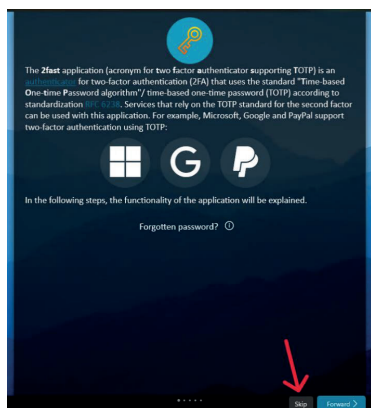 The 2fast application (acronym for two factor authenticator supporting TOTP) is an
authenticator for two-factor authentication (2FA) that uses the standard "Time-based
One-time Password algorithm"/ time-based one-time password (TOTP) according to
standardization RFC 6238. Services that rely on the TOTP standard for the second factor
can be used with this application. For example, Microsoft, Google and PayPal support
two-factor authentication using TOTP:
G
In the following steps, the functionality of the application will be explained.
Forgotten password?
Skip
Forward